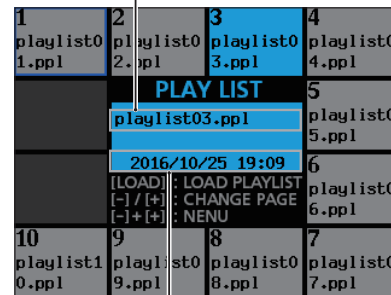 1
playlist0
1.ppl
2
playlist0
2.ppl
3
playlist0
3.ppl
4
playlist0
4.ppl
PLAY LIST
playlist03.ppl
2016/10/25 19:09
[LOAD] : LOAD PLAYLIST
[-] / [+] : CHANGE PAGE
[-]+[+] : NENU
5
playlist0
5.ppl
6
playlist0
6.ppl
10
playlist1
0.ppl
9
playlist0
9.ppl
8
playlist0
8.ppl
7
playlist0
7.ppl